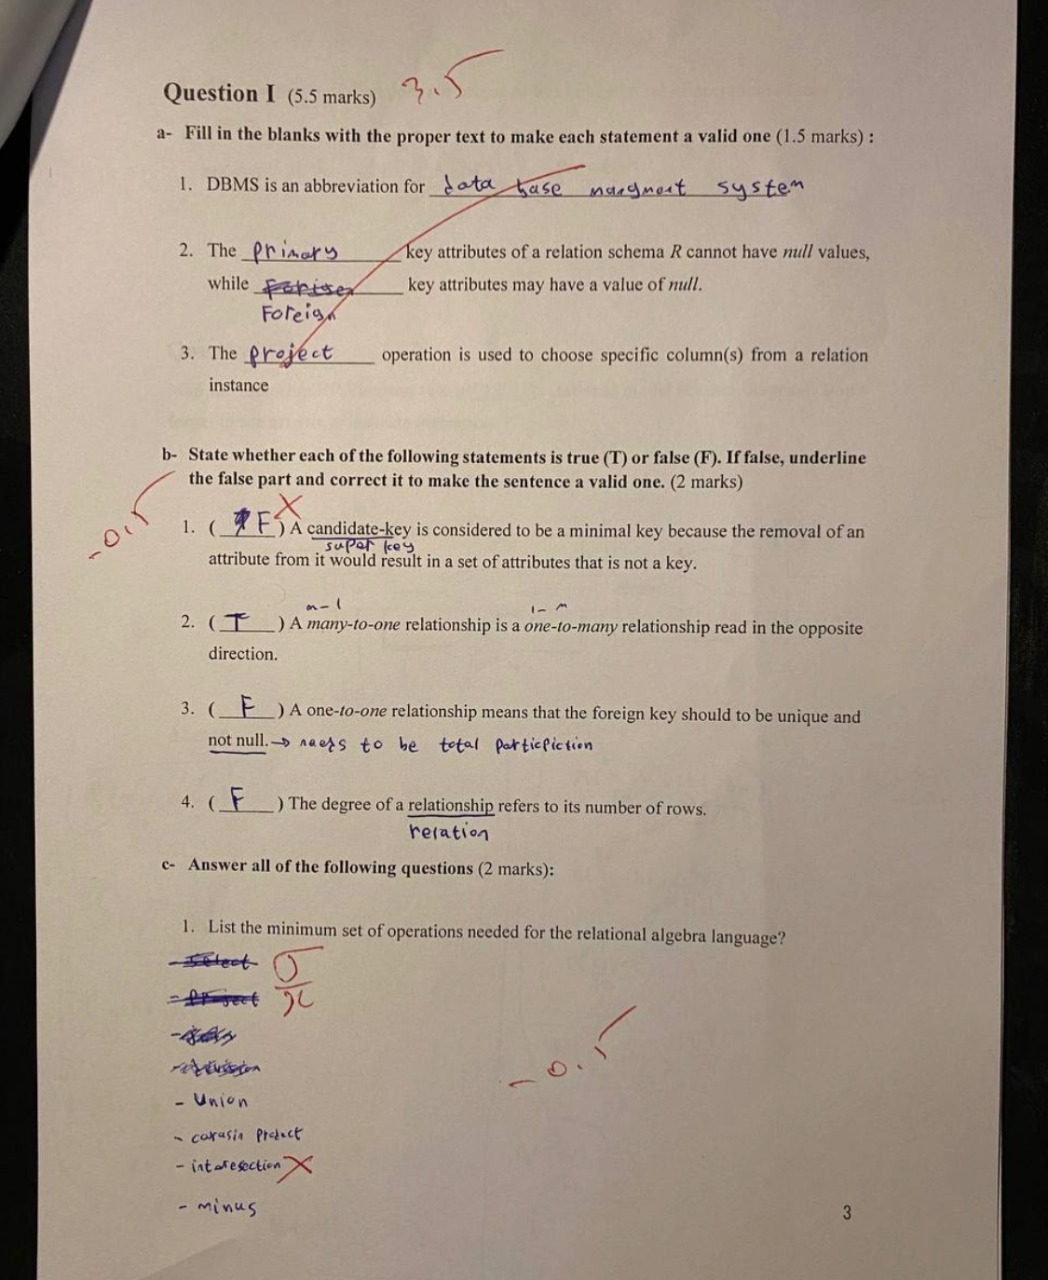 Question I (5.5 marks) 3.5
a- Fill in the blanks with the proper text to make each statement a valid one (1.5 marks) :
1. DBMS is an abbreviation for data base managment system
2. The primary key attributes of a relation schema R cannot have null values,
while key attributes may have a value of null.
Foreign
3. The project operation is used to choose specific column(s) from a relation
instance
b- State whether each of the following statements is true (T) or false (F). If false, underline
the false part and correct it to make the sentence a valid one. (2 marks)
-0.5
1. ( F ) X A candidate-key is considered to be a minimal key because the removal of an
super key
attribute from it would result in a set of attributes that is not a key.
m-1 1-m
2. ( T ) A many-to-one relationship is a one-to-many relationship read in the opposite
direction.
3. ( F ) A one-to-one relationship means that the foreign key should to be unique and
not null. → to be total
4. ( F ) The degree of a relationship refers to its number of rows.
relation
c- Answer all of the following questions (2 marks):
1. List the minimum set of operations needed for the relational algebra language?
- select σ
- project π
-0.5
- Union
- product
- X
- minus
3